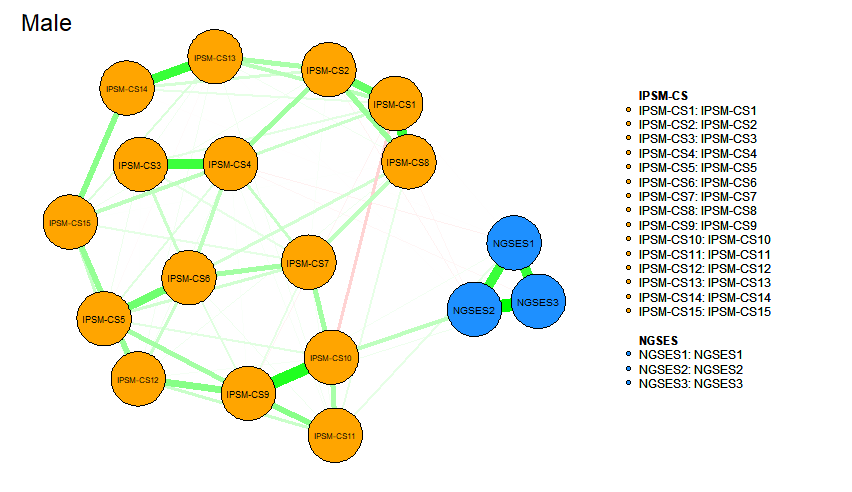 Male
IPSM-CS13
IPSM-CS2
IPSM-CS14
IPSM-CS1
IPSM-CS3
IPSM-CS4
IPSM-CS8
IPSM-CS15
NGSES1
IPSM-CS7
IPSM-CS6
NGSES3
NGSES2
IPSM-CS5
IPSM-CS10
IPSM-CS12
IPSM-CS9
IPSM-CS11
IPSM-CS
IPSM-CS1: IPSM-CS1
IPSM-CS2: IPSM-CS2
IPSM-CS3: IPSM-CS3
IPSM-CS4: IPSM-CS4
IPSM-CS5: IPSM-CS5
IPSM-CS6: IPSM-CS6
IPSM-CS7: IPSM-CS7
IPSM-CS8: IPSM-CS8
IPSM-CS9: IPSM-CS9
IPSM-CS10: IPSM-CS10
IPSM-CS11: IPSM-CS11
IPSM-CS12: IPSM-CS12
IPSM-CS13: IPSM-CS13
IPSM-CS14: IPSM-CS14
IPSM-CS15: IPSM-CS15
NGSES
NGSES1: NGSES1
NGSES2: NGSES2
NGSES3: NGSES3